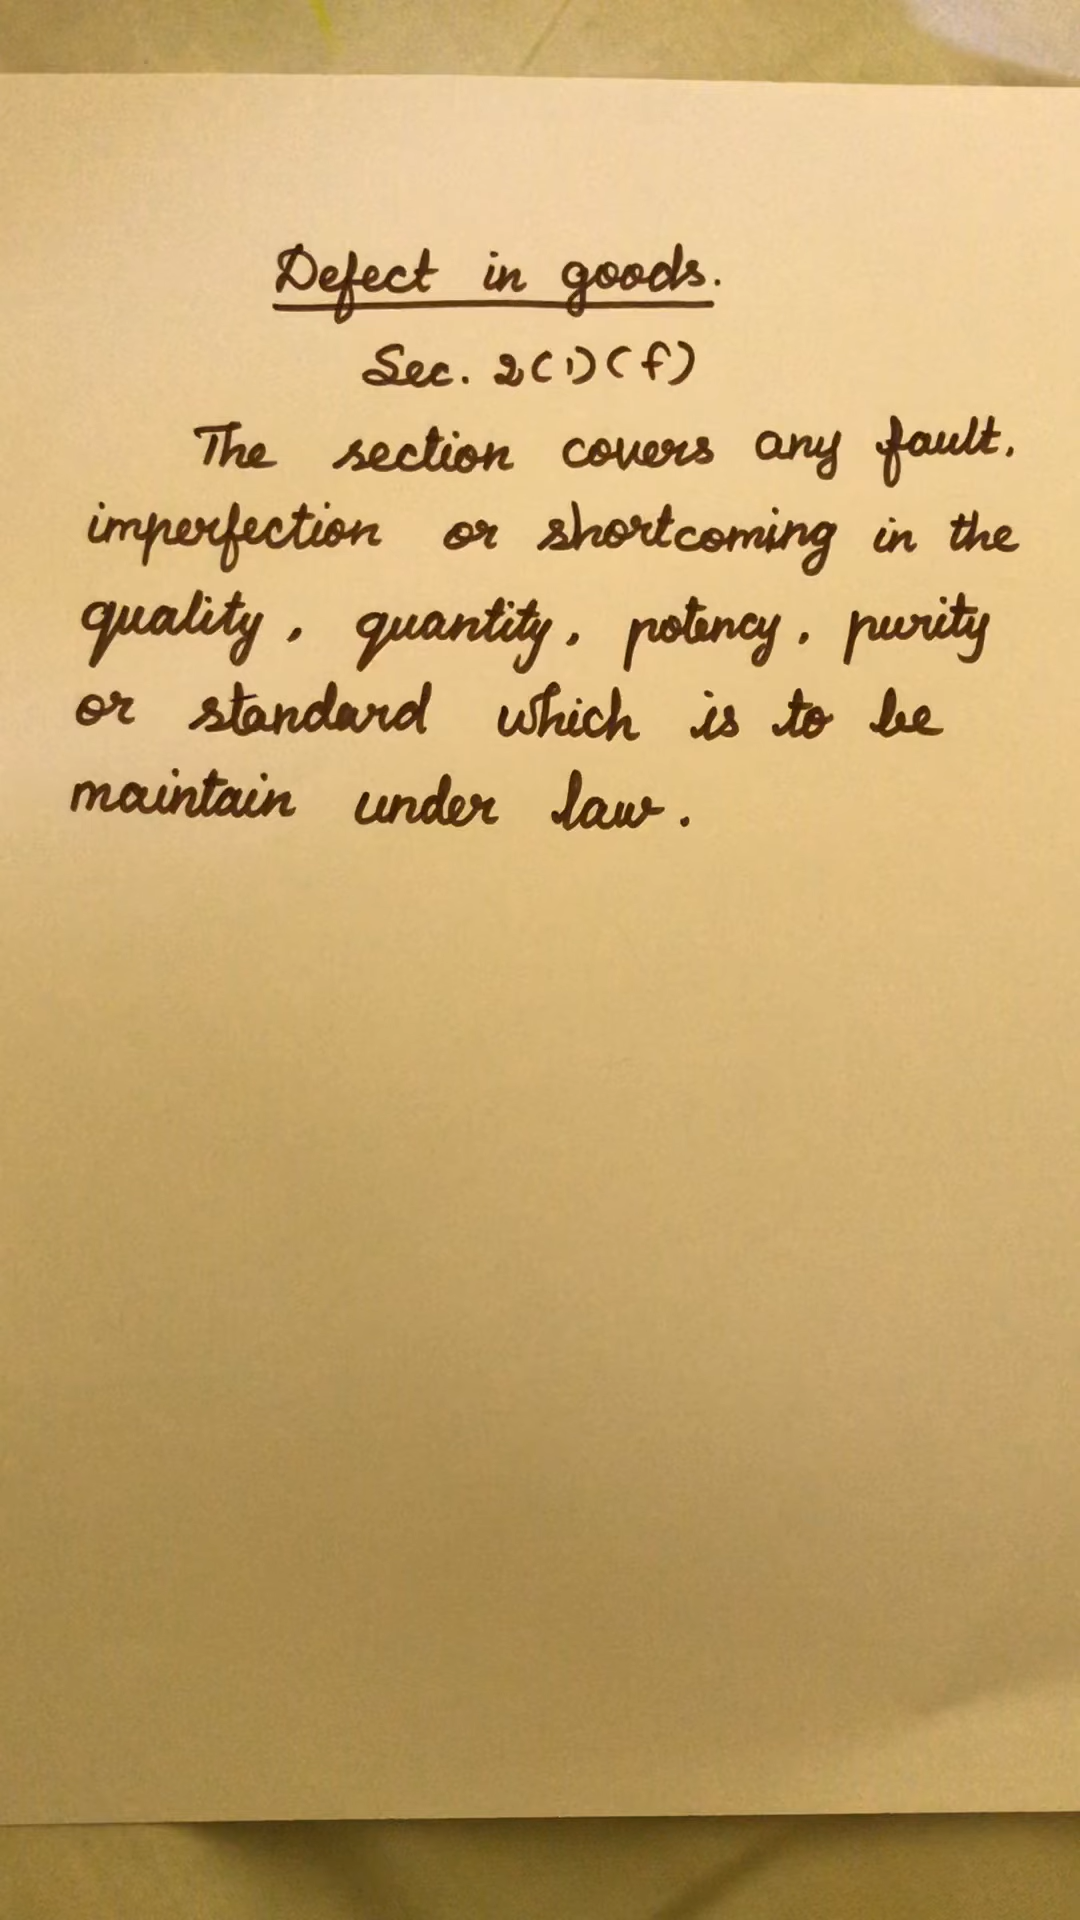 Defect in goods.
Sec. 2(1)(f)
The section covers any fault,
imperfection or shortcoming in the
quality, quantity, potency, purity
or standard which is to be
maintain under law.